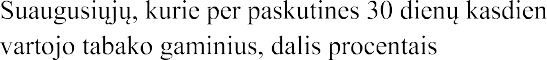 Suaugusiųjų, kurie per paskutines 30 dienų kasdien
vartojo tabako gaminius, dalis procentais